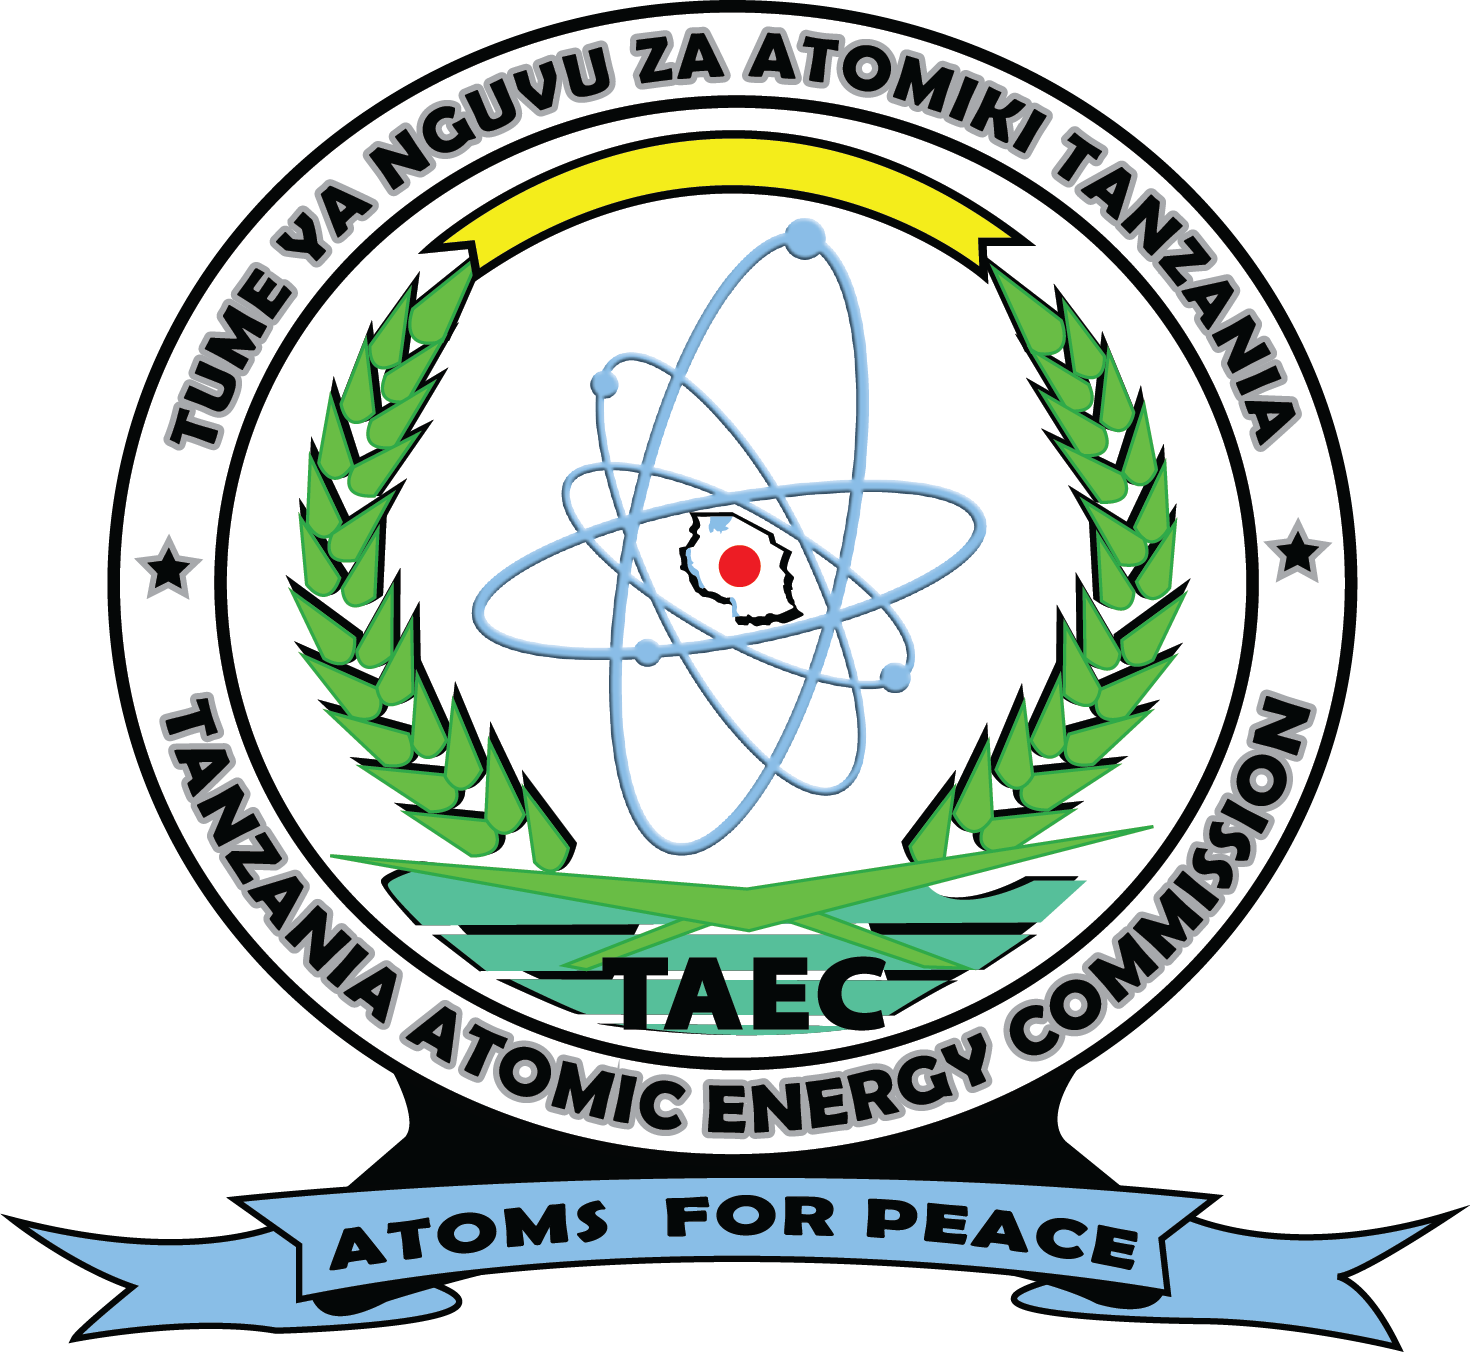 TUME YA NGUVU ZA ATOMIKI TANZANIA
TAEC
TANZANIA ATOMIC ENERGY COMMISSION
ATOMS FOR PEACE